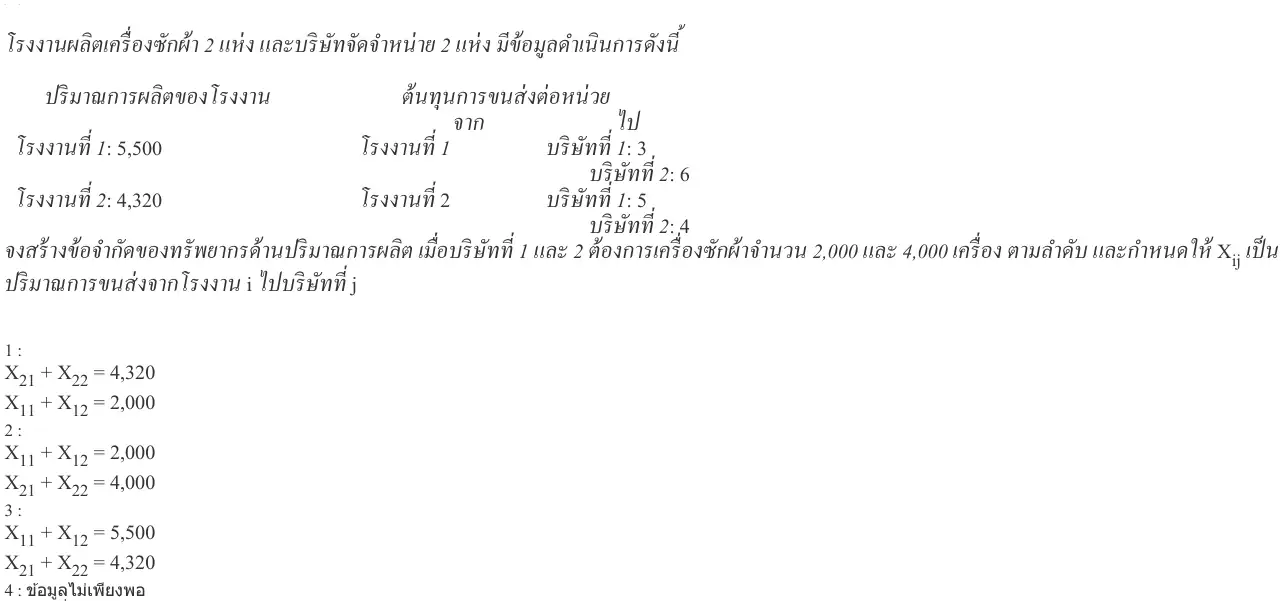 โรงงานผลิตเครื่องซักผ้า 2 แห่ง และบริษัทจัดจำหน่าย 2 แห่ง มีข้อมูลดำเนินการดังนี้
ปริมาณการผลิตของโรงงาน ต้นทุนการขนส่งต่อหน่วย
จาก ไป
โรงงานที่ 1: 5,500 โรงงานที่ 1 บริษัทที่ 1: 3
บริษัทที่ 2: 6
โรงงานที่ 2: 4,320 โรงงานที่ 2 บริษัทที่ 1: 5
บริษัทที่ 2: 4
จงสร้างข้อจำกัดของทรัพยากรด้านปริมาณการผลิต เมื่อบริษัทที่ 1 และ 2 ต้องการเครื่องซักผ้าจำนวน 2,000 และ 4,000 เครื่อง ตามลำดับ และกำหนดให้ Xij เป็น
ปริมาณการขนส่งจากโรงงาน i ไปบริษัทที่ j
1 :
X21 + X22 = 4,320
X11 + X12 = 2,000
2 :
X11 + X12 = 2,000
X21 + X22 = 4,000
3 :
X11 + X12 = 5,500
X21 + X22 = 4,320
4 : ข้อมูลไม่เพียงพอ